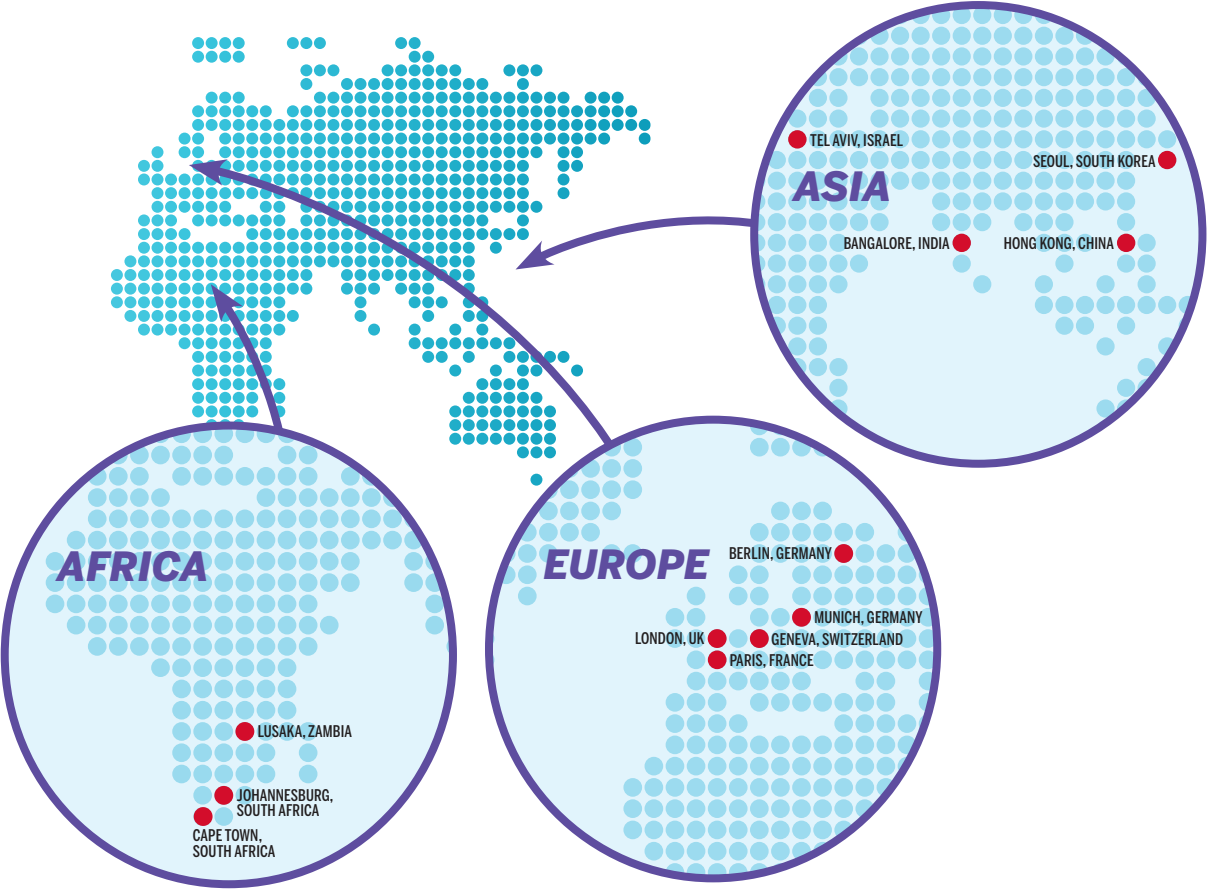 TEL AVIV, ISRAEL
SEOUL, SOUTH KOREA
ASIA
BANGALORE, INDIA
HONG KONG, CHINA
AFRICA
LUSAKA, ZAMBIA
JOHANNESBURG,
SOUTH AFRICA
CAPE TOWN,
SOUTH AFRICA
EUROPE
BERLIN, GERMANY
MUNICH, GERMANY
LONDON, UK
GENEVA, SWITZERLAND
PARIS, FRANCE